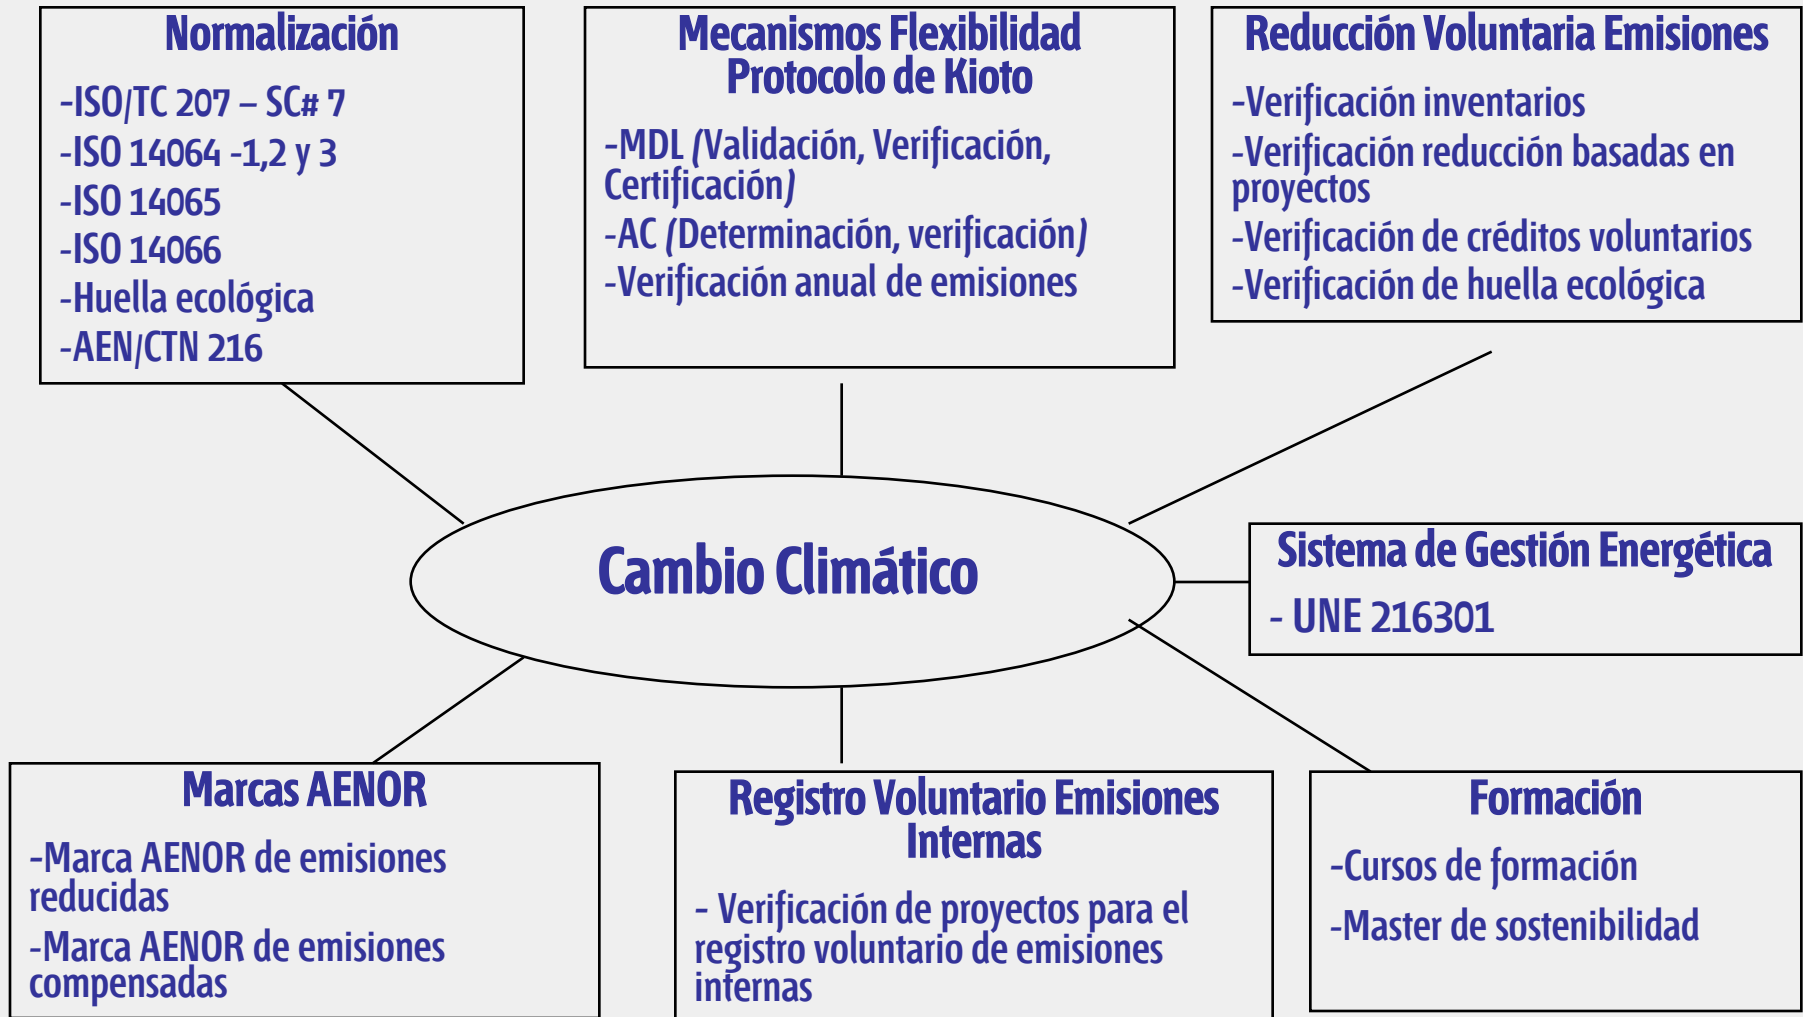 Normalización
-ISO/TC 207 – SC# 7
-ISO 14064 -1,2 y 3
-ISO 14065
-ISO 14066
-Huella ecológica
-AEN/CTN 216
Mecanismos Flexibilidad
Protocolo de Kioto
-MDL (Validación, Verificación,
Certificación)
-AC (Determinación, verificación)
-Verificación anual de emisiones
Reducción Voluntaria Emisiones
-Verificación inventarios
-Verificación reducción basadas en
proyectos
-Verificación de créditos voluntarios
-Verificación de huella ecológica
Cambio Climático
Sistema de Gestión Energética
- UNE 216301
Marcas AENOR
-Marca AENOR de emisiones
reducidas
-Marca AENOR de emisiones
compensadas
Registro Voluntario Emisiones
Internas
- Verificación de proyectos para el
registro voluntario de emisiones
internas
Formación
-Cursos de formación
-Master de sostenibilidad